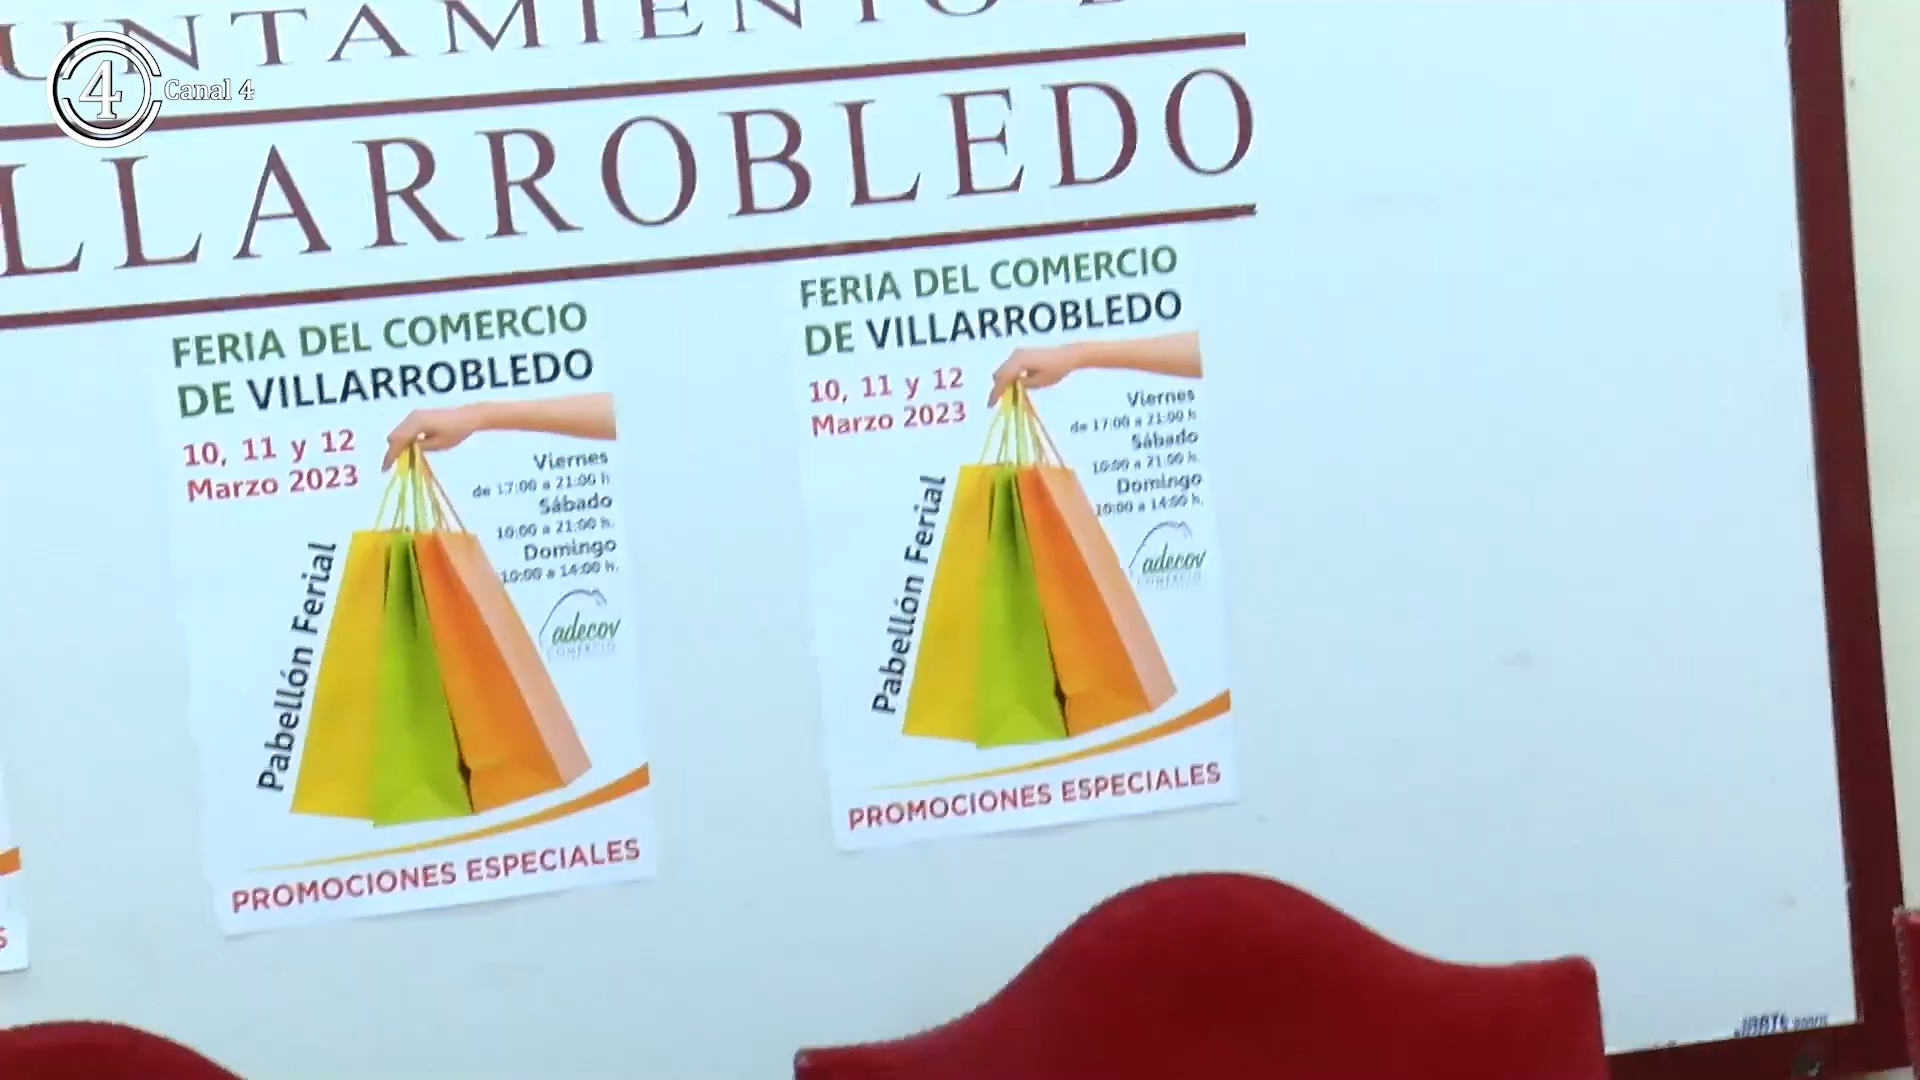 UNTAMIENTO D
LLARROBLEDO
4 Canal 4
FERIA DEL COMERCIO
DE VILLARROBLEDO
10, 11 y 12
Marzo 2023
Viernes
de 17:00 a 21:00 h
Sábado
10:00 a 21:00 h.
Domingo
10:00 a 14:00 h.
Pabellón Ferial
adecov
COMERCIO
PROMOCIONES ESPECIALES
FERIA DEL COMERCIO
DE VILLARROBLEDO
10, 11 y 12
Marzo 2023
Viernes
de 17:00 a 21:00 h
Sábado
10:00 a 21:00 h.
Domingo
10:00 a 14:00 h.
Pabellón Ferial
adecov
COMERCIO
PROMOCIONES ESPECIALES
S